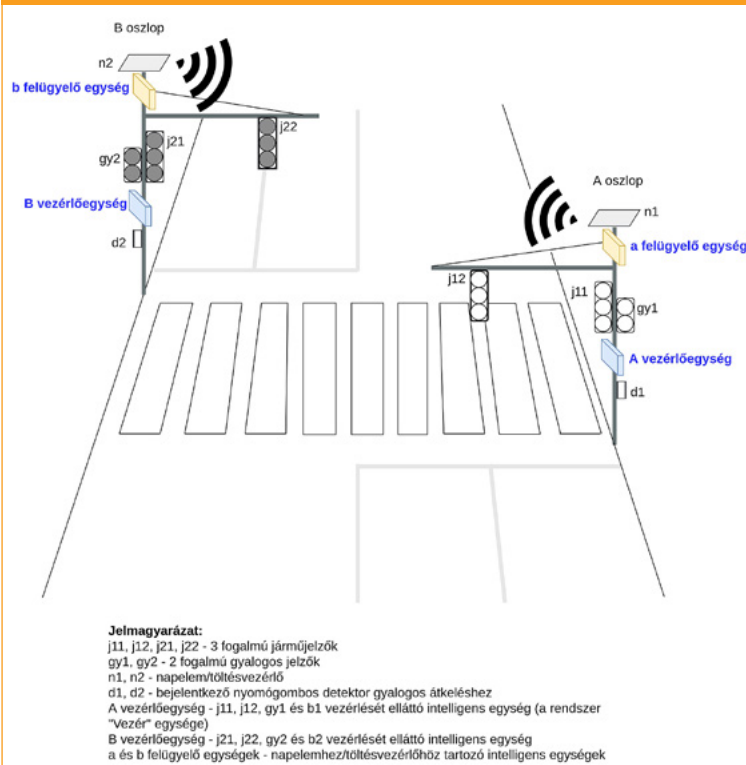 B oszlop
n2
b felügyelő egység
j22
j21
gy2
B vezérlőegység
d2
A oszlop
n1
a felügyelő egység
j12
j11
gy1
A vezérlőegység
d1
Jelmagyarázat:
j11, j12, j21, j22 - 3 fogalmú járműjelzők
gy1, gy2 - 2 fogalmú gyalogos jelzők
n1, n2 - napelem/töltésvezérlő
d1, d2 - bejelentkező nyomógombos detektor gyalogos átkeléshez
A vezérlőegység - j11, j12, gy1 és b1 vezérlését elláttó intelligens egység (a rendszer
"Vezér" egysége)
B vezérlőegység - j21, j22, gy2 és b2 vezérlését elláttó intelligens egység
a és b felügyelő egységek - napelemhez/töltésvezérlőhöz tartozó intelligens egységek